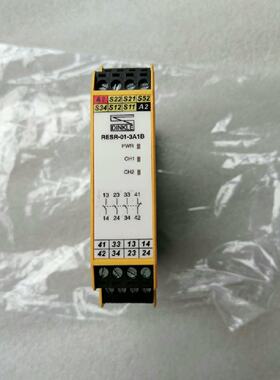 A1 S22 S21 S52
S34 S12 S11 A2
DINKLE
RESR-01-3A1B
PWR
CH1
CH2
13 23 33 41
14 24 34 42
41 33 13 14
42 34 23 24